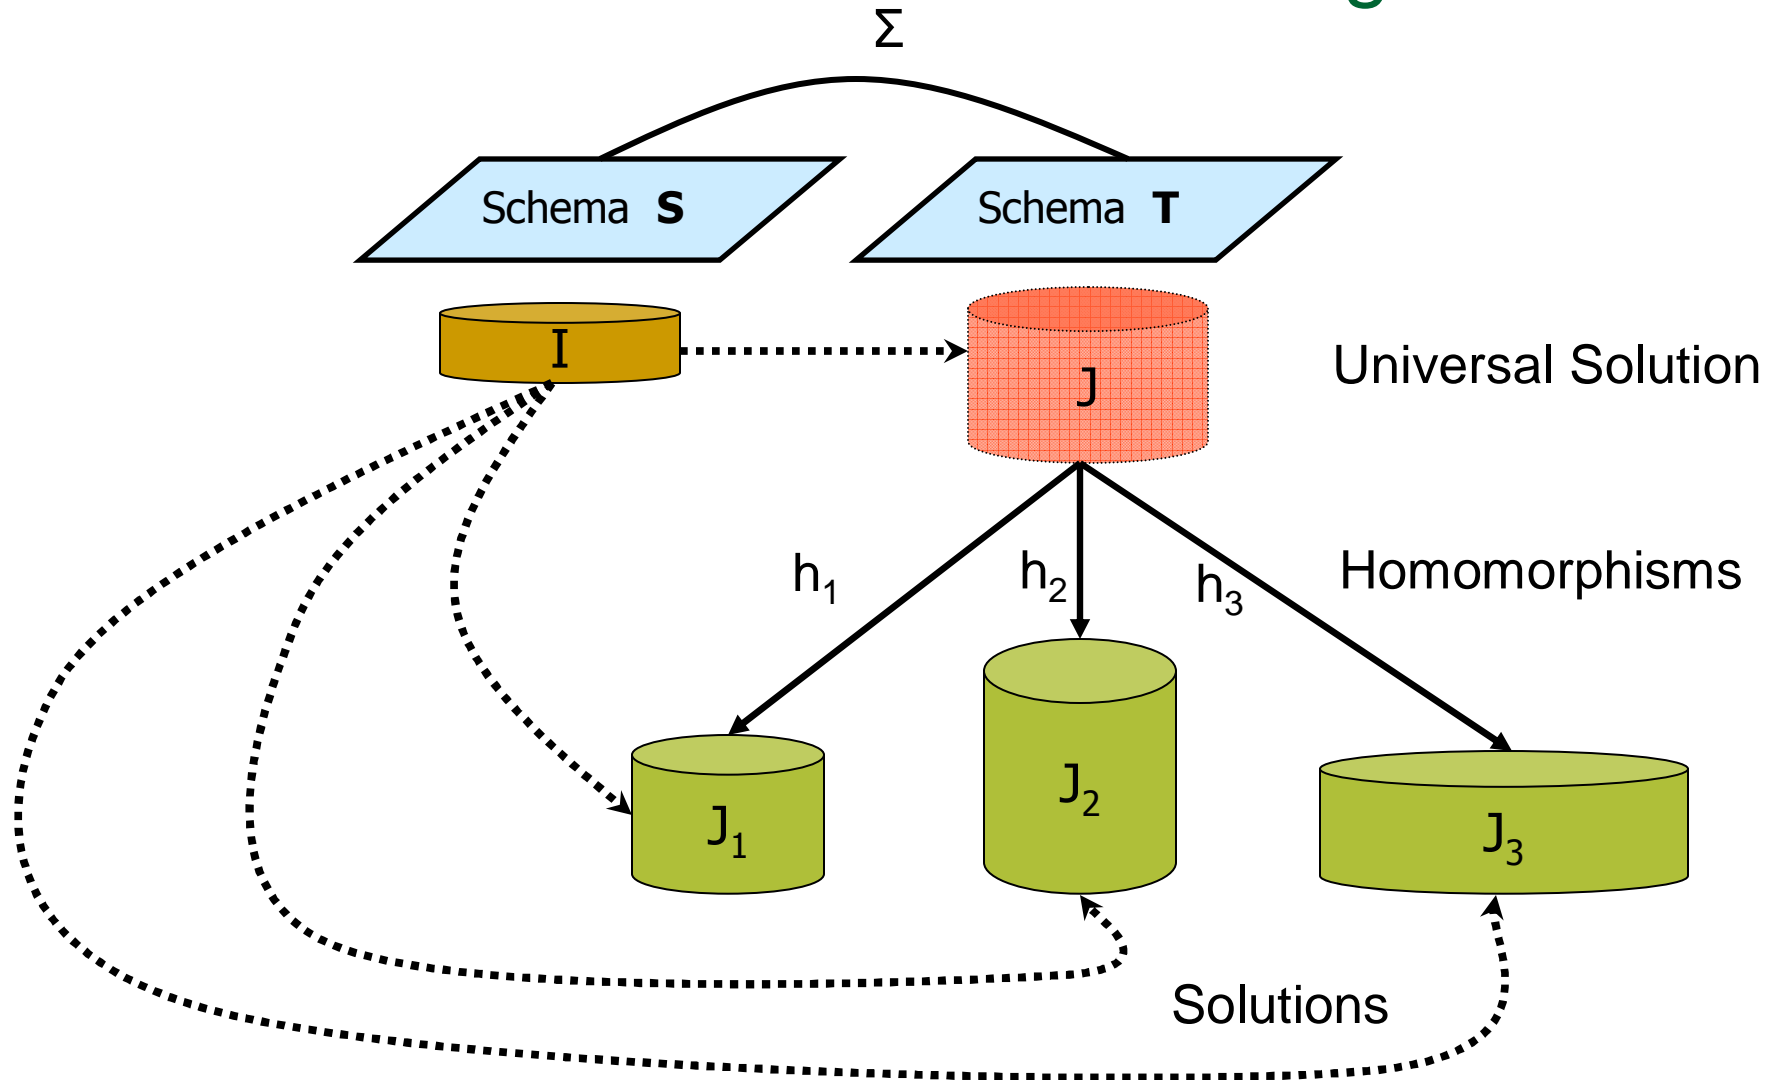 Σ
Schema S
Schema T
I
J
Universal Solution
h1
h2
h3
Homomorphisms
J1
J2
J3
Solutions